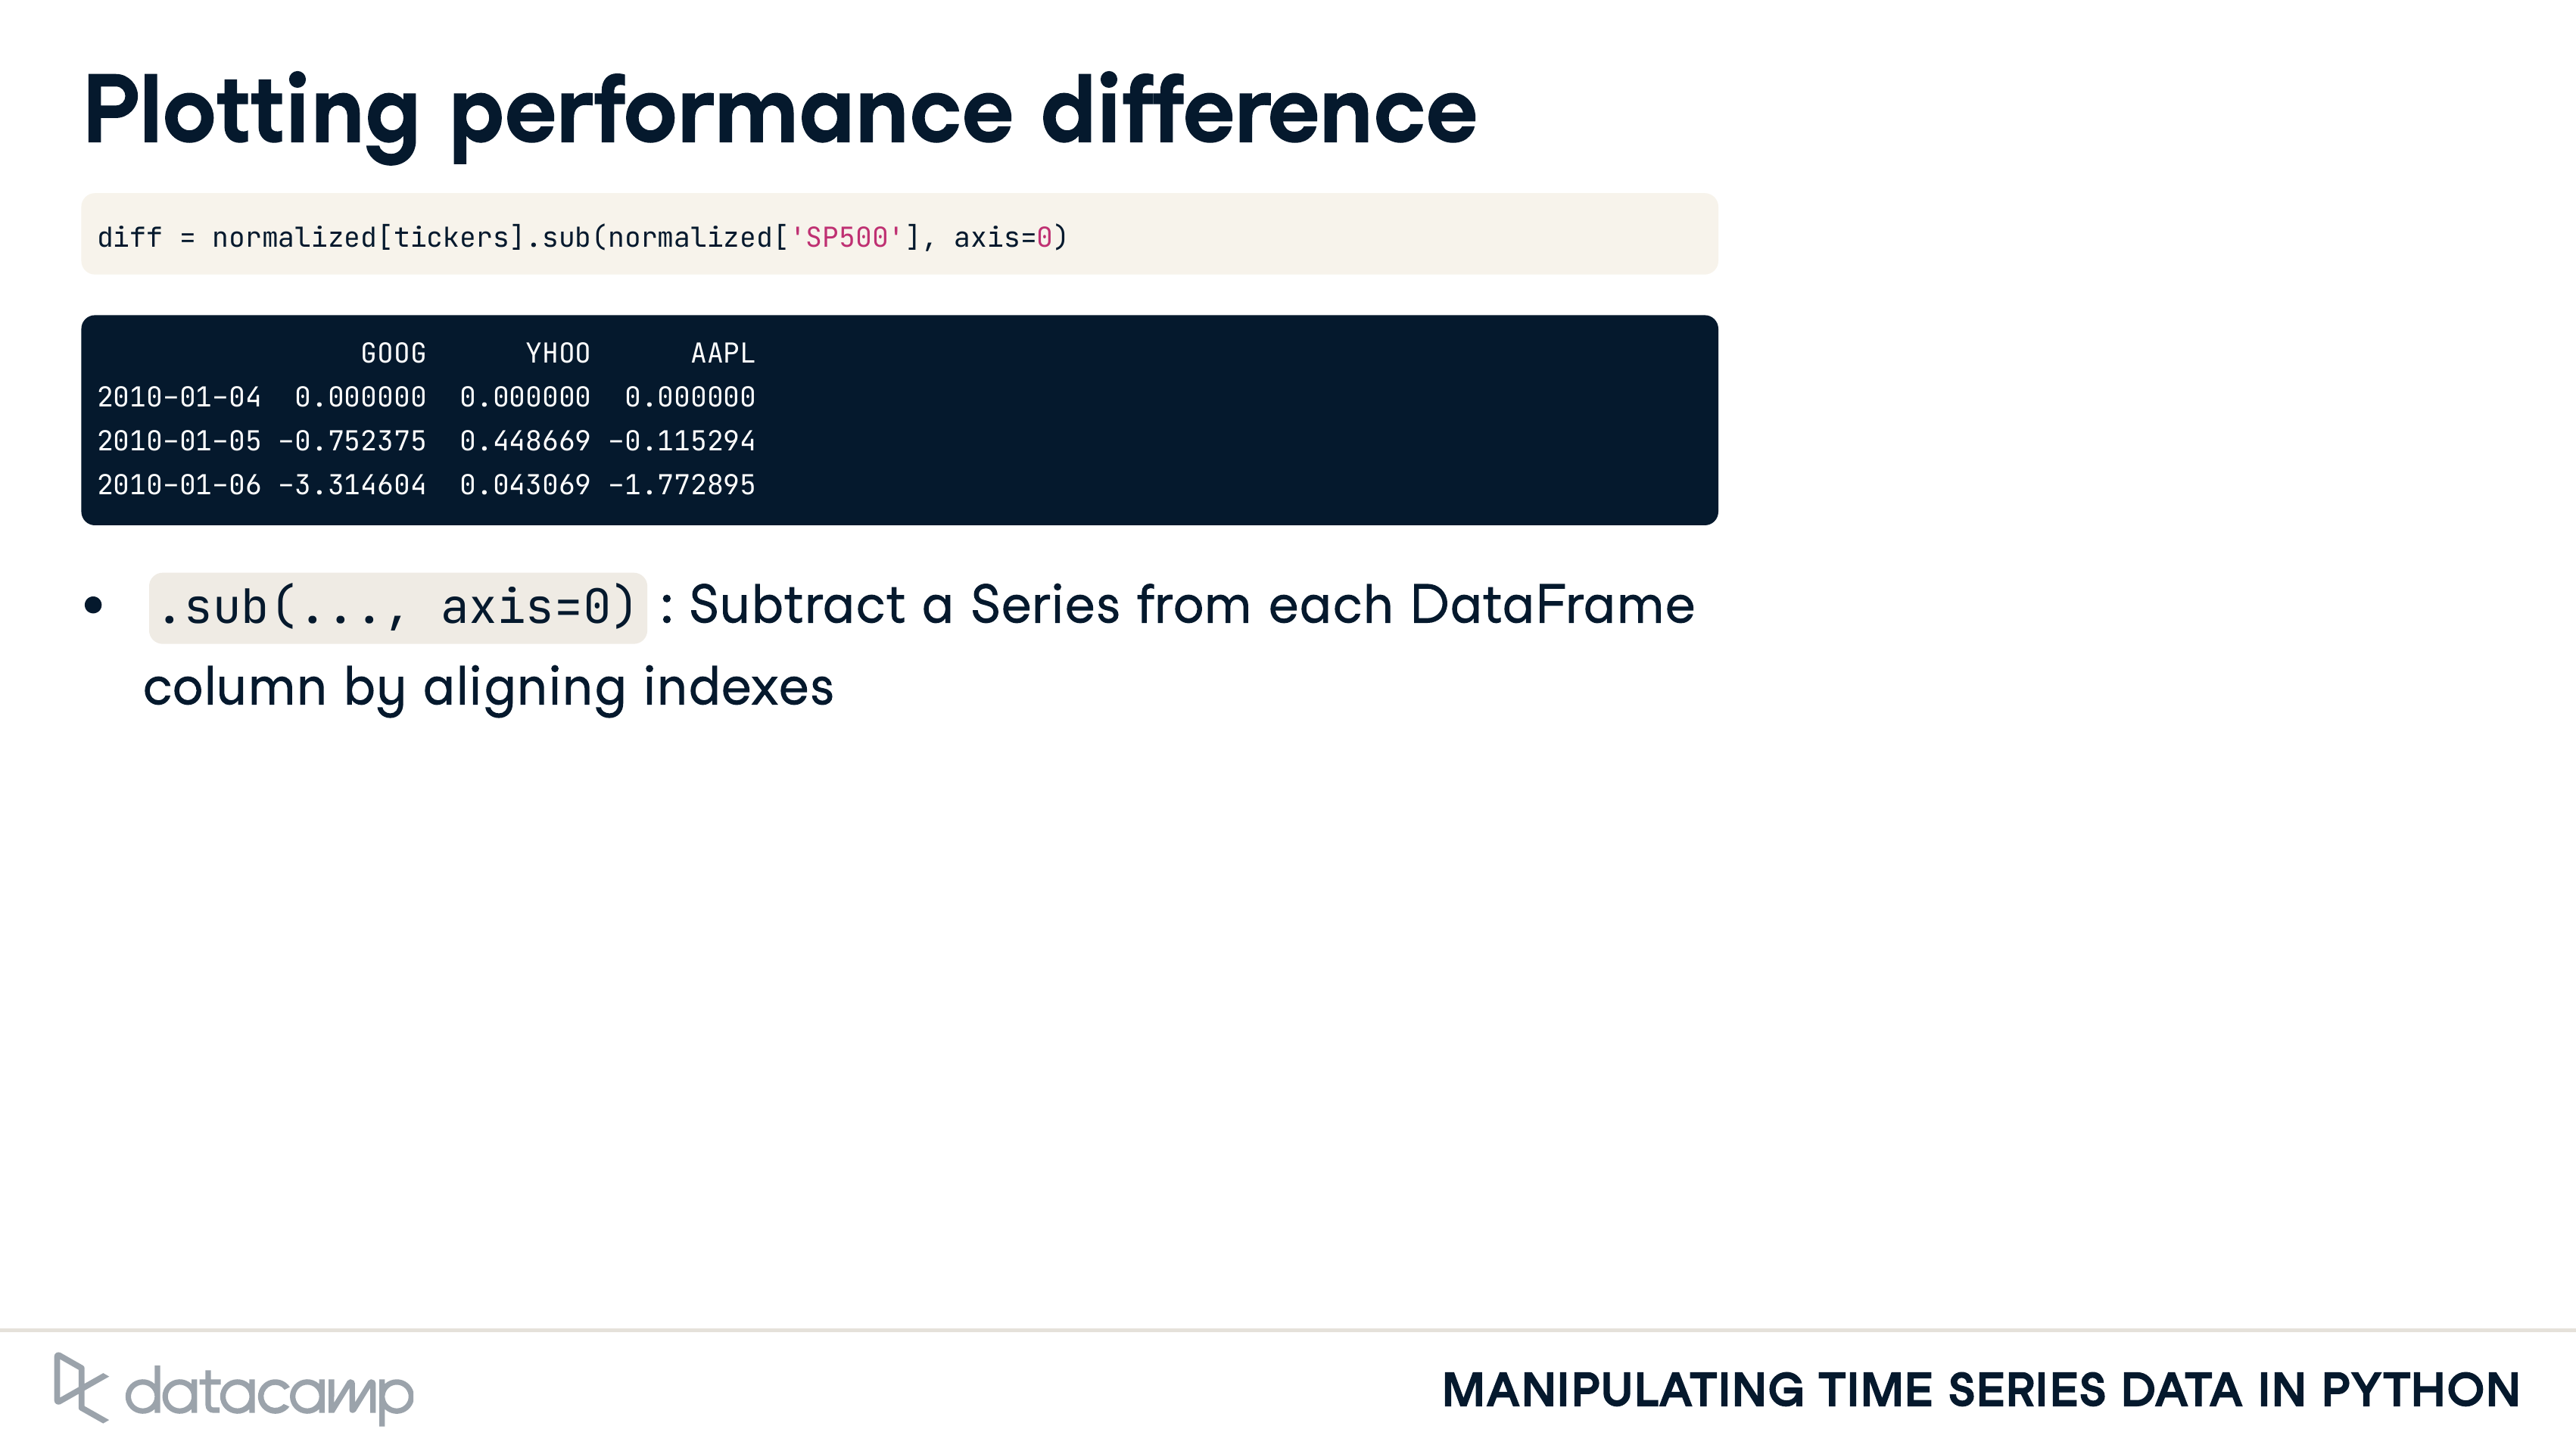 Plotting performance difference
diff = normalized[tickers].sub(normalized['SP500'], axis=0)
                GOOG      YHOO      AAPL
2010-01-04  0.000000  0.000000  0.000000
2010-01-05 -0.752375  0.448669 -0.115294
2010-01-06 -3.314604  0.043069 -1.772895
• .sub(..., axis=0) : Subtract a Series from each DataFrame
column by aligning indexes
datacamp
MANIPULATING TIME SERIES DATA IN PYTHON